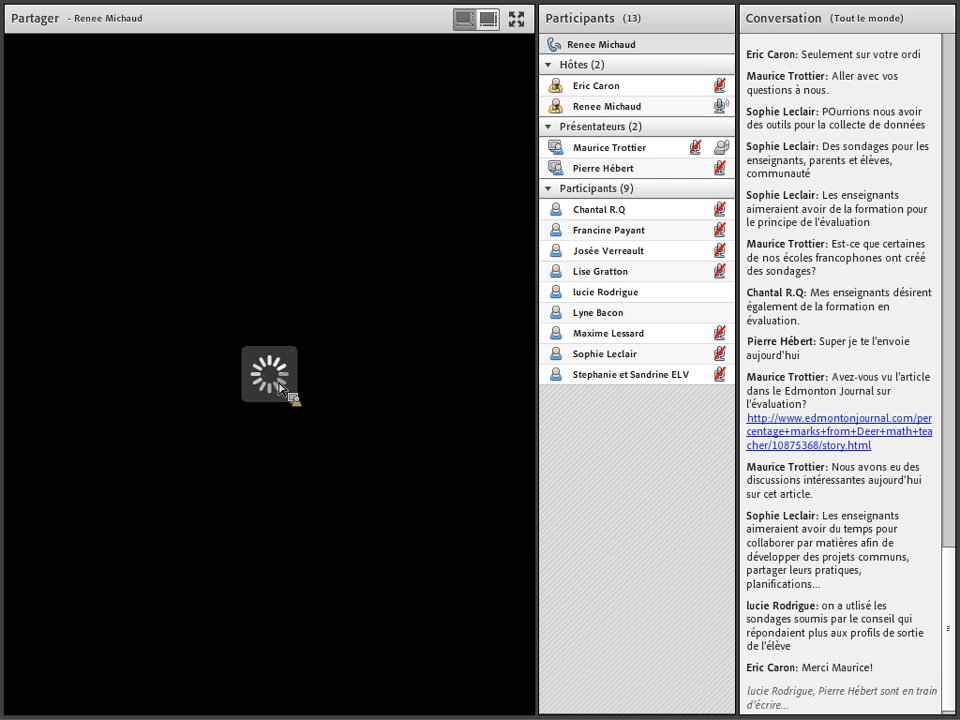 Partager - Renee Michaud
Participants (13)
Renee Michaud
Hôtes (2)
Eric Caron
Renee Michaud
Présentateurs (2)
Maurice Trottier
Pierre Hébert
Participants (9)
Chantal R.Q
Francine Payant
Josée Verreault
Lise Gratton
lucie Rodrigue
Lyne Bacon
Maxime Lessard
Sophie Leclair
Stephanie et Sandrine ELV
Conversation (Tout le monde)
Eric Caron: Seulement sur votre ordi
Maurice Trottier: Aller avec vos
questions à nous.
Sophie Leclair: POurrions nous avoir
des outils pour la collecte de données
Sophie Leclair: Des sondages pour les
enseignants, parents et élèves,
communauté
Sophie Leclair: Les enseignants
aimeraient avoir de la formation pour
le principe de l'évaluation
Maurice Trottier: Est-ce que certaines
de nos écoles francophones ont créé
des sondages?
Chantal R.Q: Mes enseignants désirent
également de la formation en
évaluation.
Pierre Hébert: Super je te l'envoie
aujourd'hui
Maurice Trottier: Avez-vous vu l'article
dans le Edmonton Journal sur
l'évaluation?
http://www.edmontonjournal.com/per
centage+marks+from+Deer+math+tea
cher/10875368/story.html
Maurice Trottier: Nous avons eu des
discussions intéressantes aujourd'hui
sur cet article.
Sophie Leclair: Les enseignants
aimeraient avoir du temps pour
collaborer par matières afin de
développer des projets communs,
partager leurs pratiques,
planifications...
lucie Rodrigue: on a utlisé les
sondages soumis par le conseil qui
répondaient plus aux profils de sortie
de l'élève
Eric Caron: Merci Maurice!
lucie Rodrigue, Pierre Hébert sont en train
d'écrire...